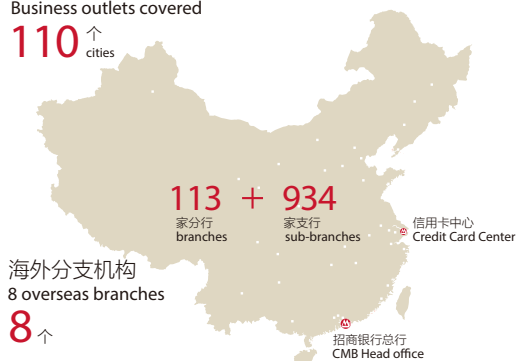 Business outlets covered
110 个
cities
113 + 934
家分行 家支行
branches sub-branches
信用卡中心
Credit Card Center
海外分支机构
8 overseas branches
8 个
招商银行总行
CMB Head office